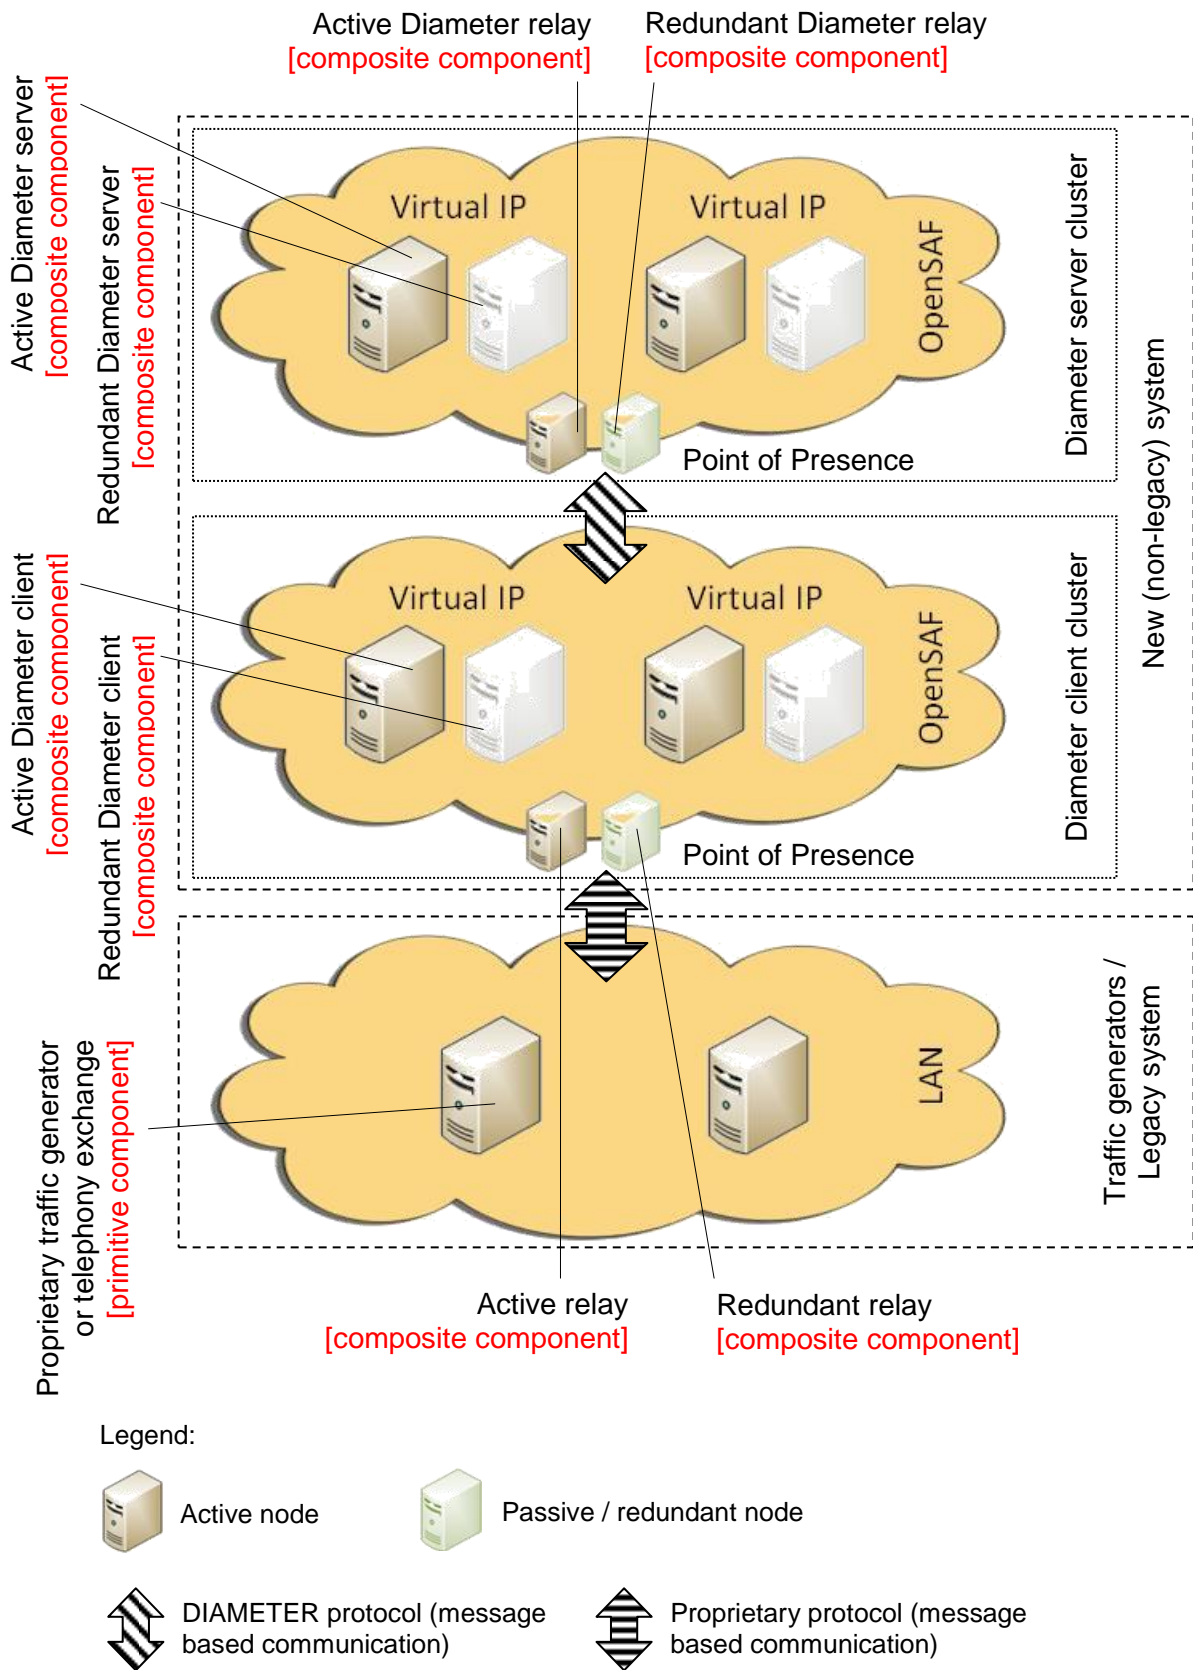 Active Diameter relay
[composite component]
Redundant Diameter relay
[composite component]
Active Diameter server
[composite component]
Redundant Diameter server
[composite component]
Virtual IP
Virtual IP
OpenSAF
Diameter server cluster
New (non-legacy) system
Point of Presence
Active Diameter client
[composite component]
Redundant Diameter client
[composite component]
Virtual IP
Virtual IP
OpenSAF
Diameter client cluster
Point of Presence
Proprietary traffic generator
or telephony exchange
[primitive component]
LAN
Traffic generators /
Legacy system
Active relay
[composite component]
Redundant relay
[composite component]
Legend:
Active node
Passive / redundant node
DIAMETER protocol (message
based communication)
Proprietary protocol (message
based communication)